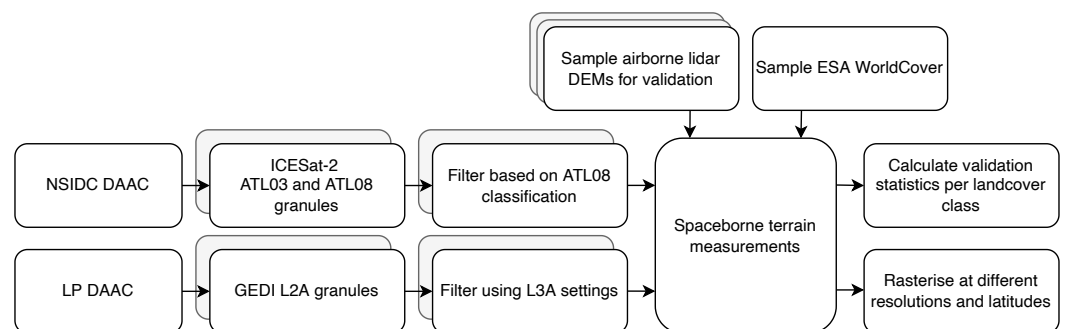 Sample airborne lidar
DEMs for validation
Sample ESA WorldCover
NSIDC DAAC
ICESat-2
ATL03 and ATL08
granules
Filter based on ATL08
classification
Spaceborne terrain
measurements
Calculate validation
statistics per landcover
class
LP DAAC
GEDI L2A granules
Filter using L3A settings
Rasterise at different
resolutions and latitudes